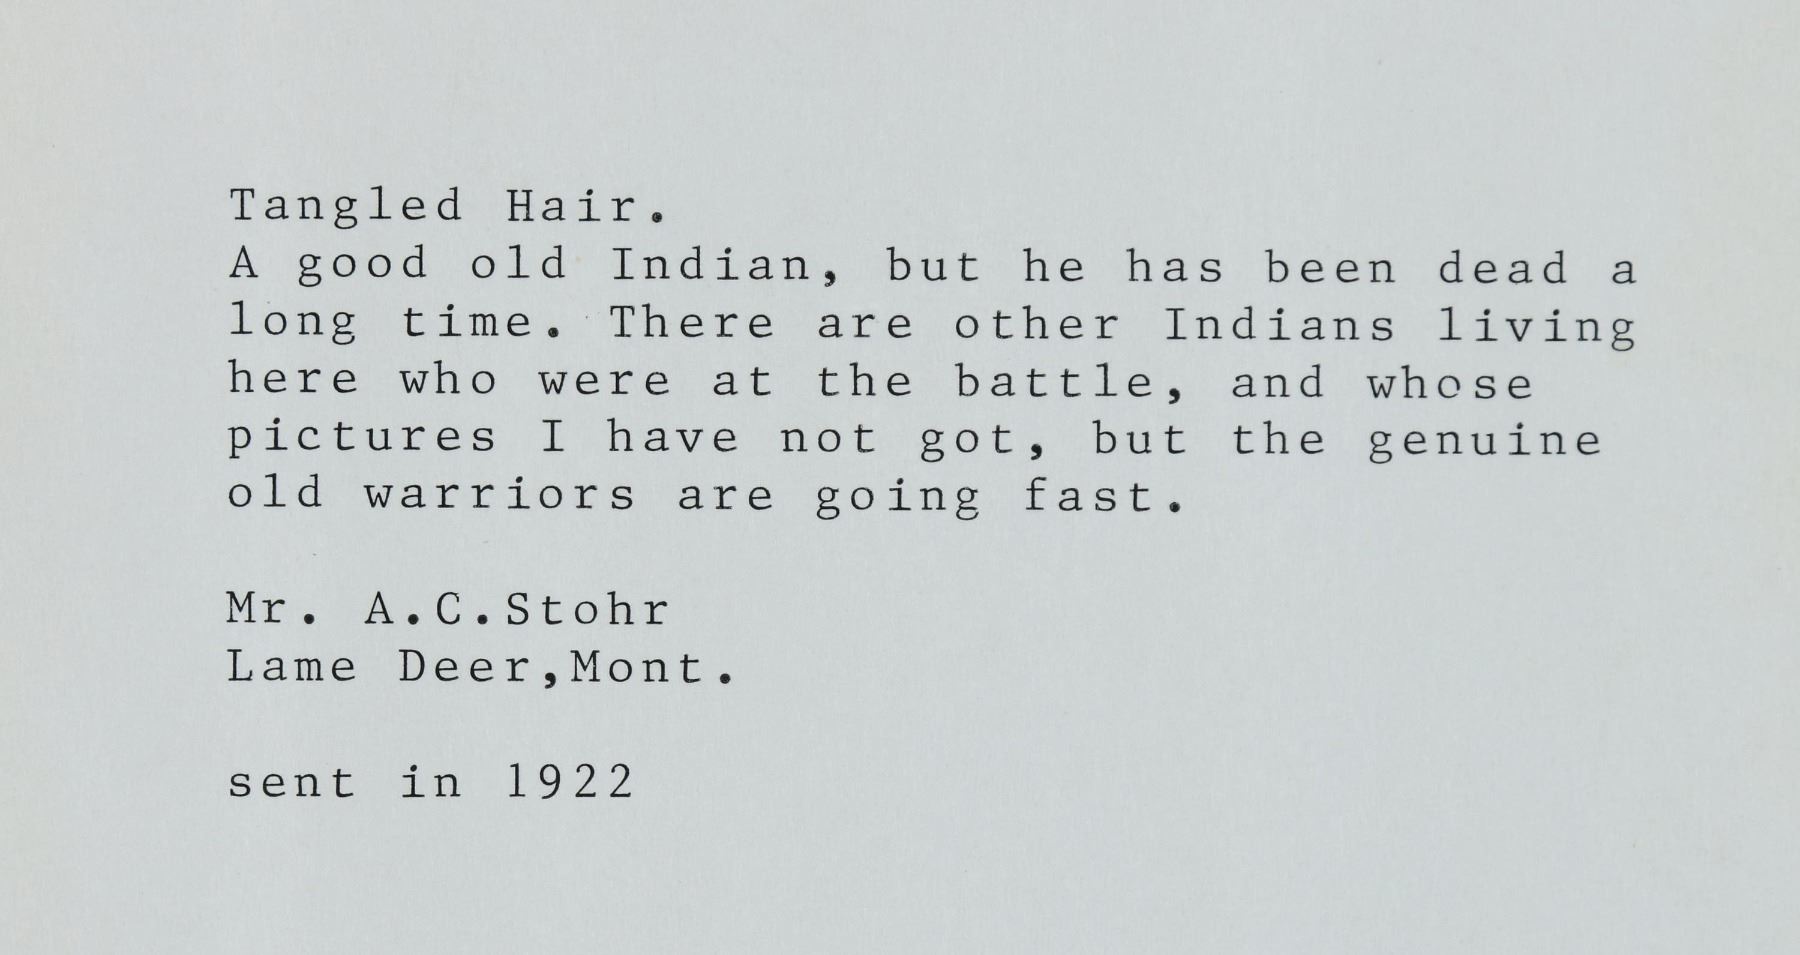 Tangled Hair.
A good old Indian, but he has been dead a
long time. There are other Indians living
here who were at the battle, and whose
pictures I have not got, but the genuine
old warriors are going fast.
Mr. A.C.Stohr
Lame Deer,Mont.
sent in 1922